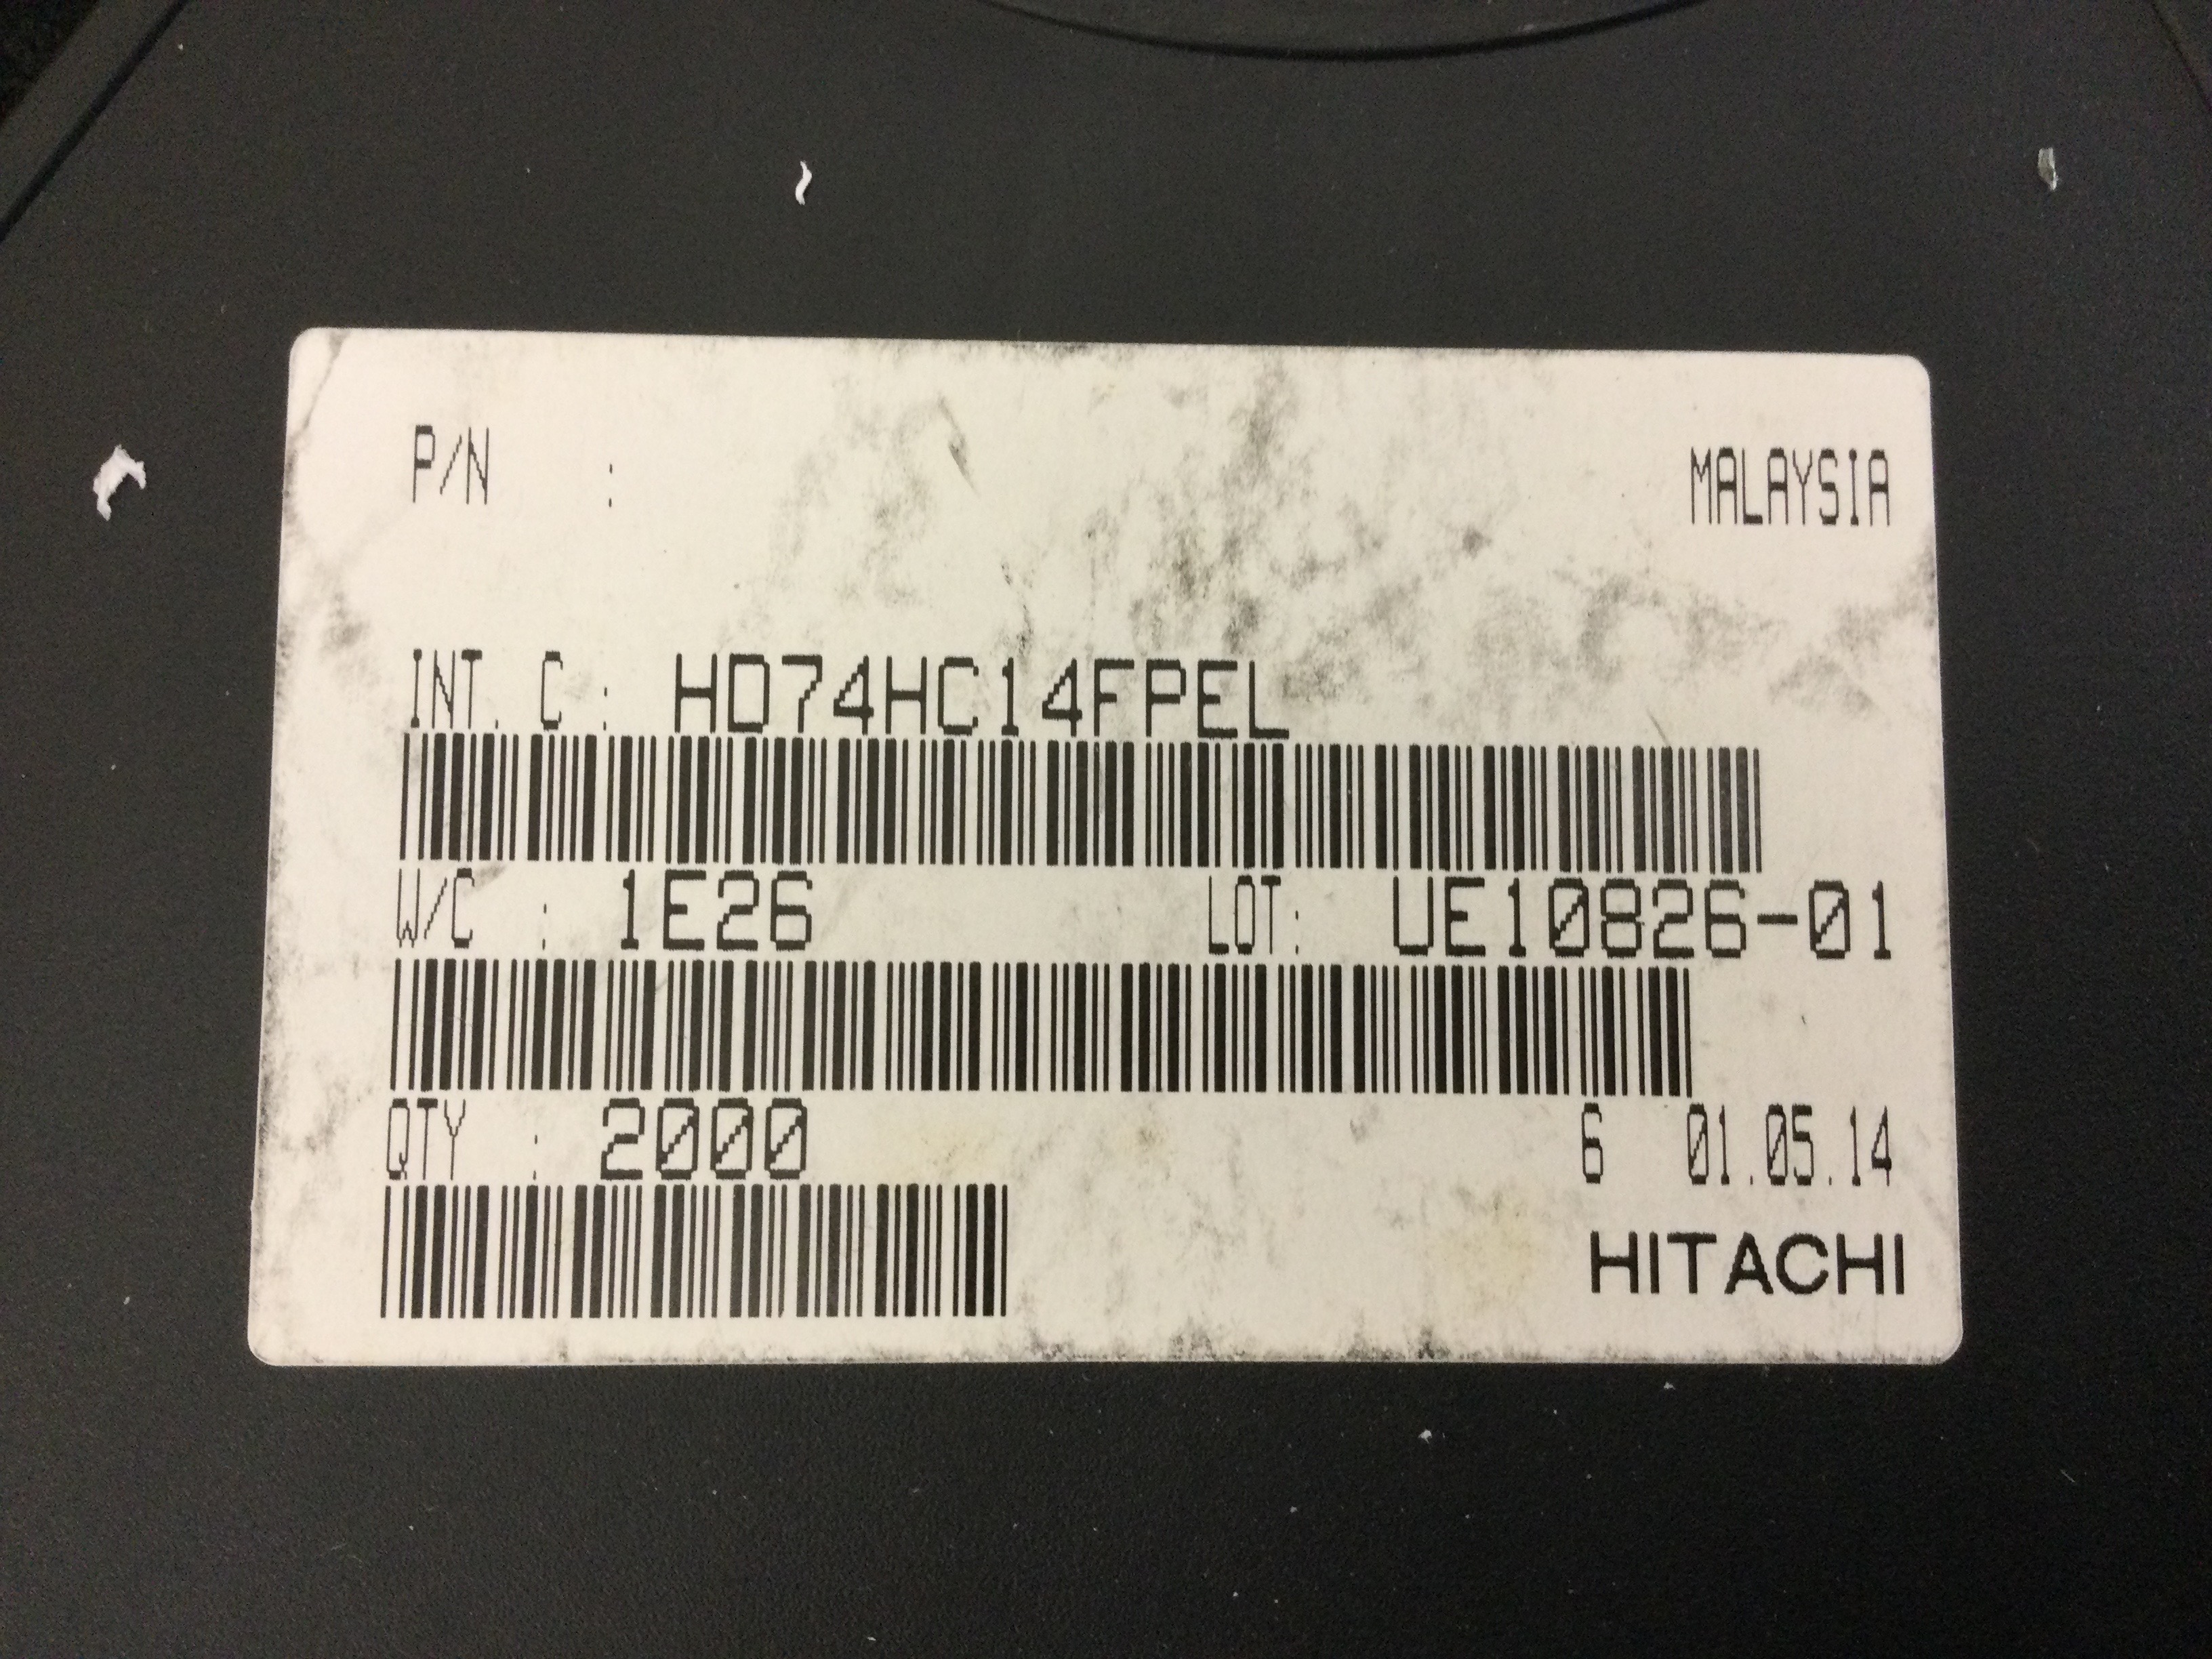 P/N : MALAYSIA
INT. C : HD74HC14FPEL
W/C : 1E26 LOT: UE10826-01
QTY : 2000 6 01.05.14
HITACHI